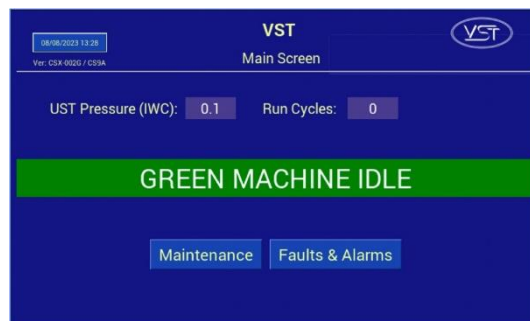 VST
VST
08/08/2023 13:28
Main Screen
Ver: CSX-002G / CS9A
UST Pressure (IWC): 0.1 Run Cycles: 0
GREEN MACHINE IDLE
Maintenance Faults & Alarms